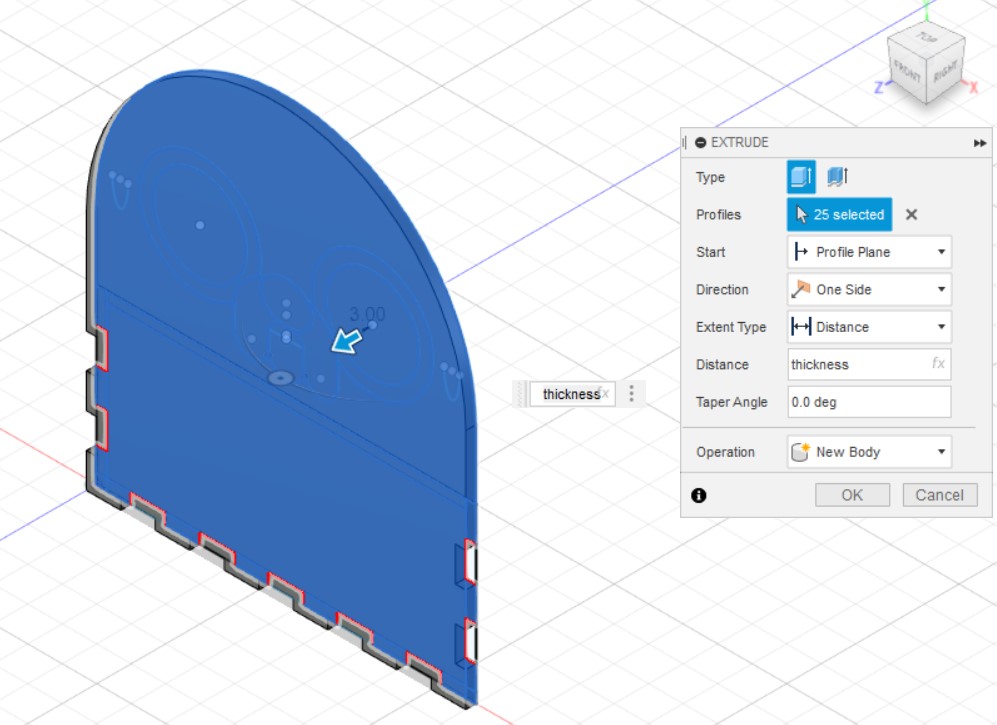 TOP
FRONT
RIGHT
Z
X
EXTRUDE
Type
Profiles 25 selected
Start Profile Plane
Direction One Side
Extent Type Distance
Distance thickness fx
Taper Angle 0.0 deg
Operation New Body
OK Cancel
3.00
thickness fx